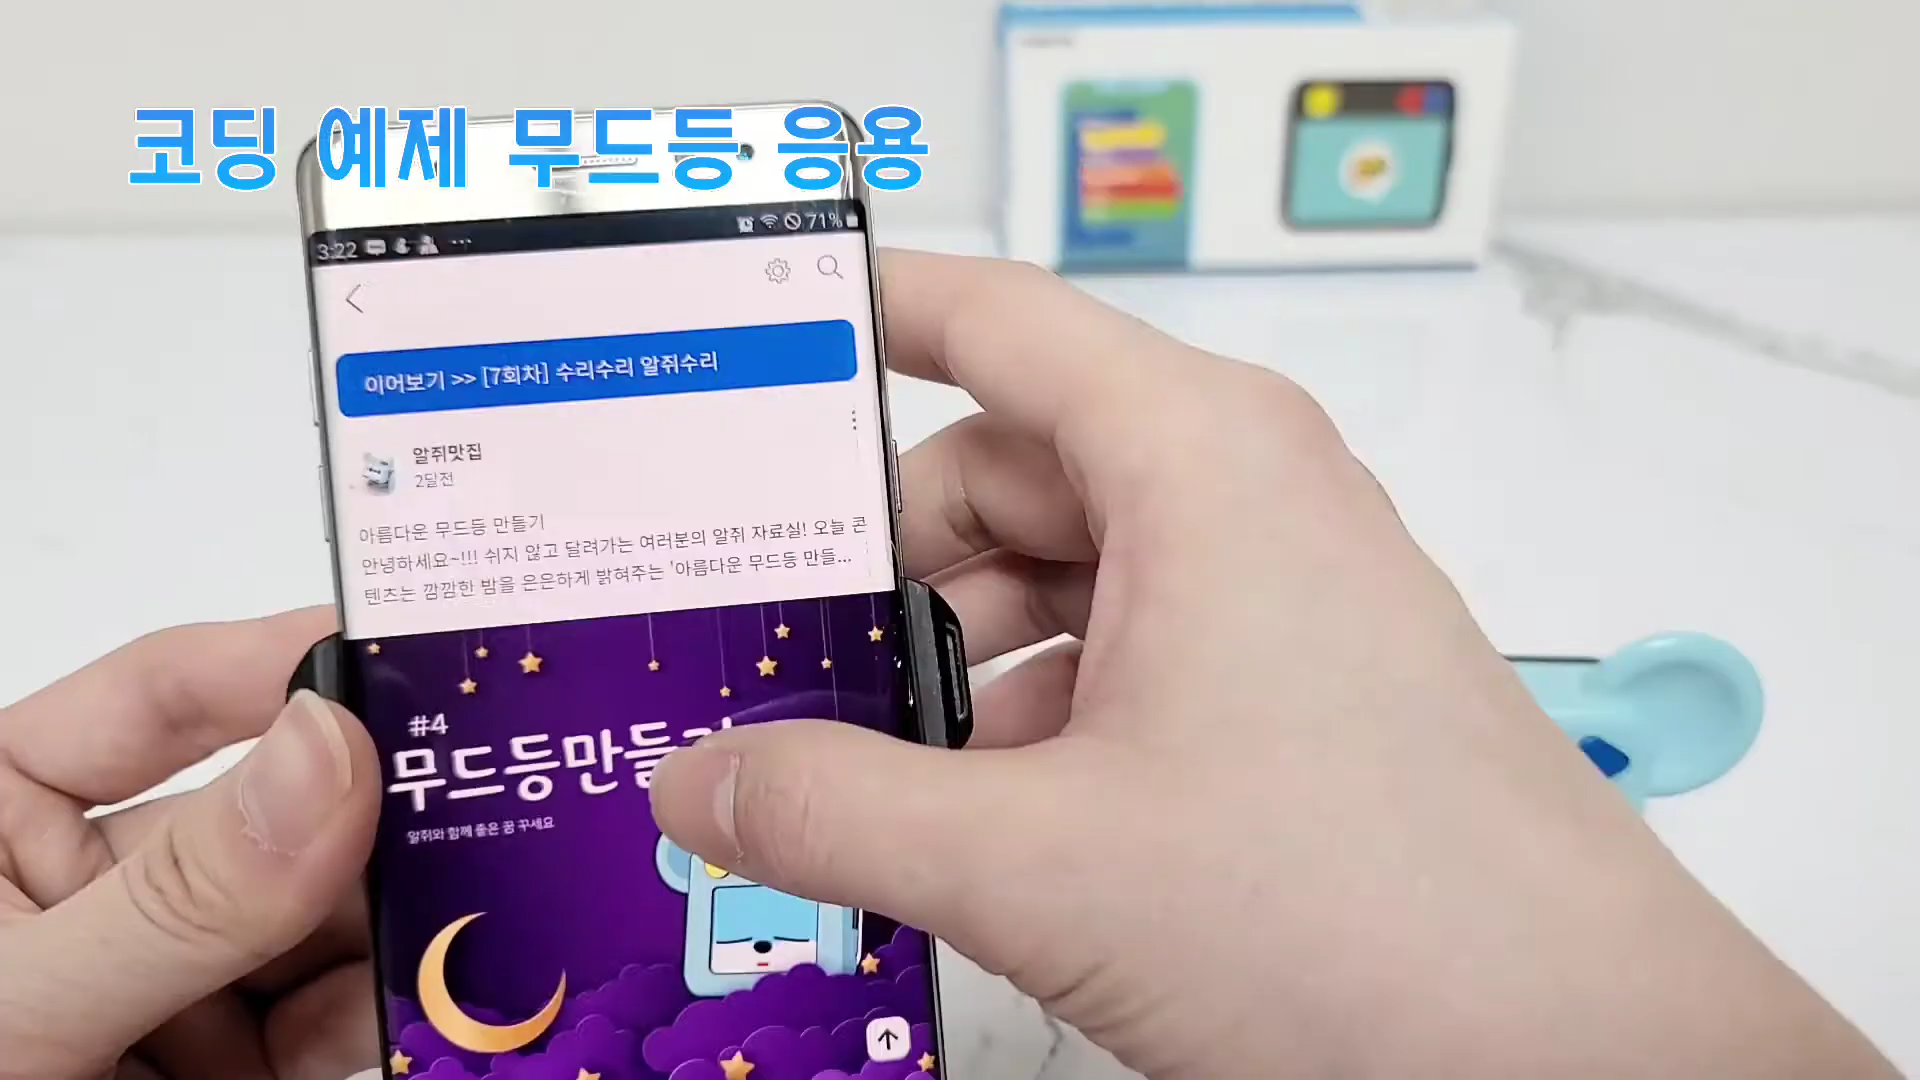 코딩 예제 무드등 응용
3:22
71%
이어보기 >> [7회차] 수리수리 알쥐수리
알쥐맛집
2달전
아름다운 무드등 만들기
안녕하세요~!!! 쉬지 않고 달려가는 여러분의 알쥐 자료실! 오늘 콘
텐츠는 깜깜한 밤을 은은하게 밝혀주는 '아름다운 무드등 만들...
#4
무드등만들기
알쥐와 함께 좋은 꿈 꾸세요